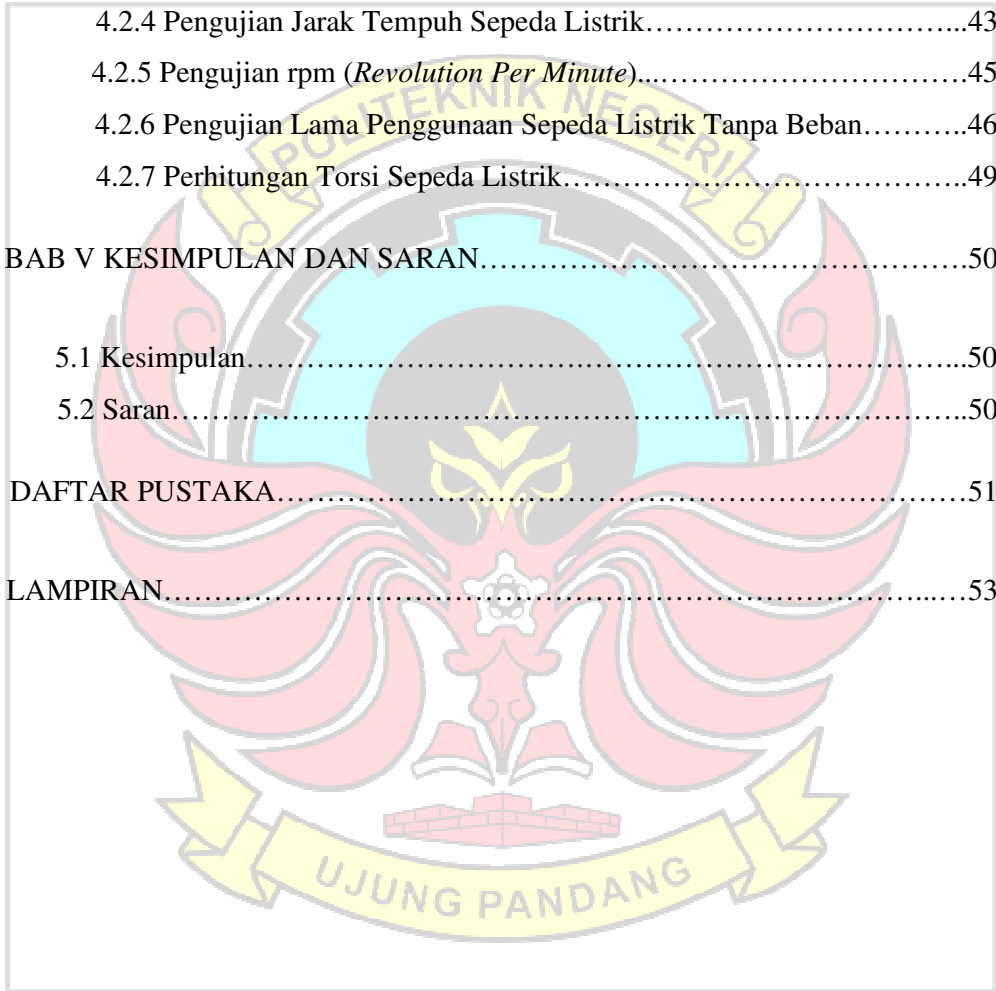 4.2.4 Pengujian Jarak Tempuh Sepeda Listrik…………………………...43
4.2.5 Pengujian rpm (Revolution Per Minute)...……………………….45
4.2.6 Pengujian Lama Penggunaan Sepeda Listrik Tanpa Beban……….46
4.2.7 Perhitungan Torsi Sepeda Listrik……………………………….49
BAB V KESIMPULAN DAN SARAN……………………………………….50
5.1 Kesimpulan…………………………………………………………...50
5.2 Saran…………………………………………………………………..50
DAFTAR PUSTAKA…………………………………………………………51
LAMPIRAN………………………………………………………………...….53
POLITEKNIK NEGERI
UJUNG PANDANG